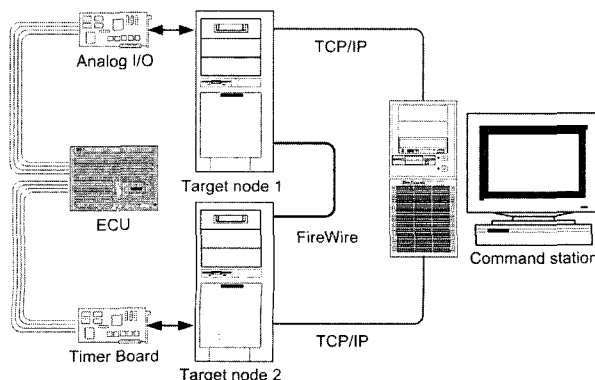 TCP/IP
Analog I/O
Target node 1
ECU
FireWire
Command station
TCP/IP
Timer Board
Target node 2